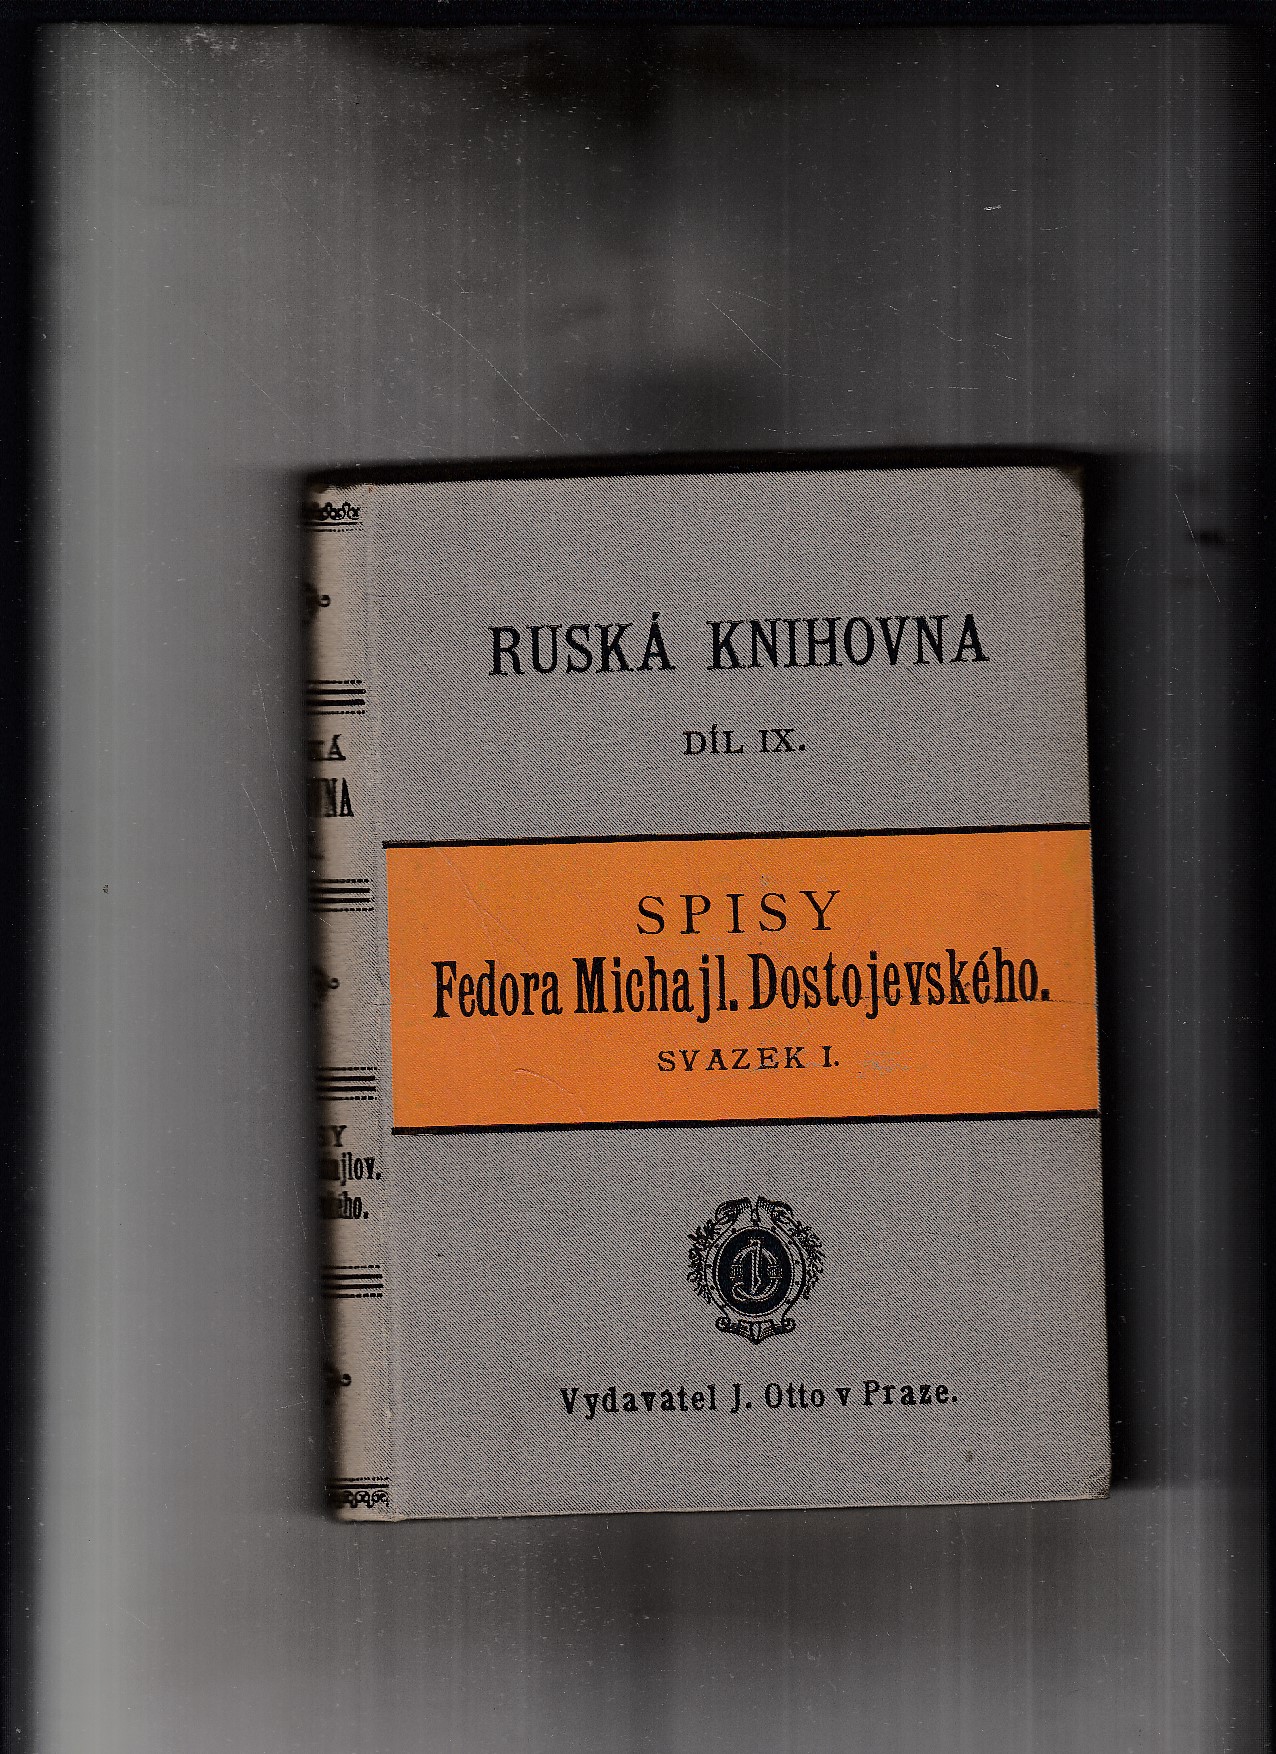 RUSKÁ KNIHOVNA
DÍL IX.
SPISY
Fedora Michajl. Dostojevského.
SVAZEK I.
Vydavatel J. Otto v Praze.